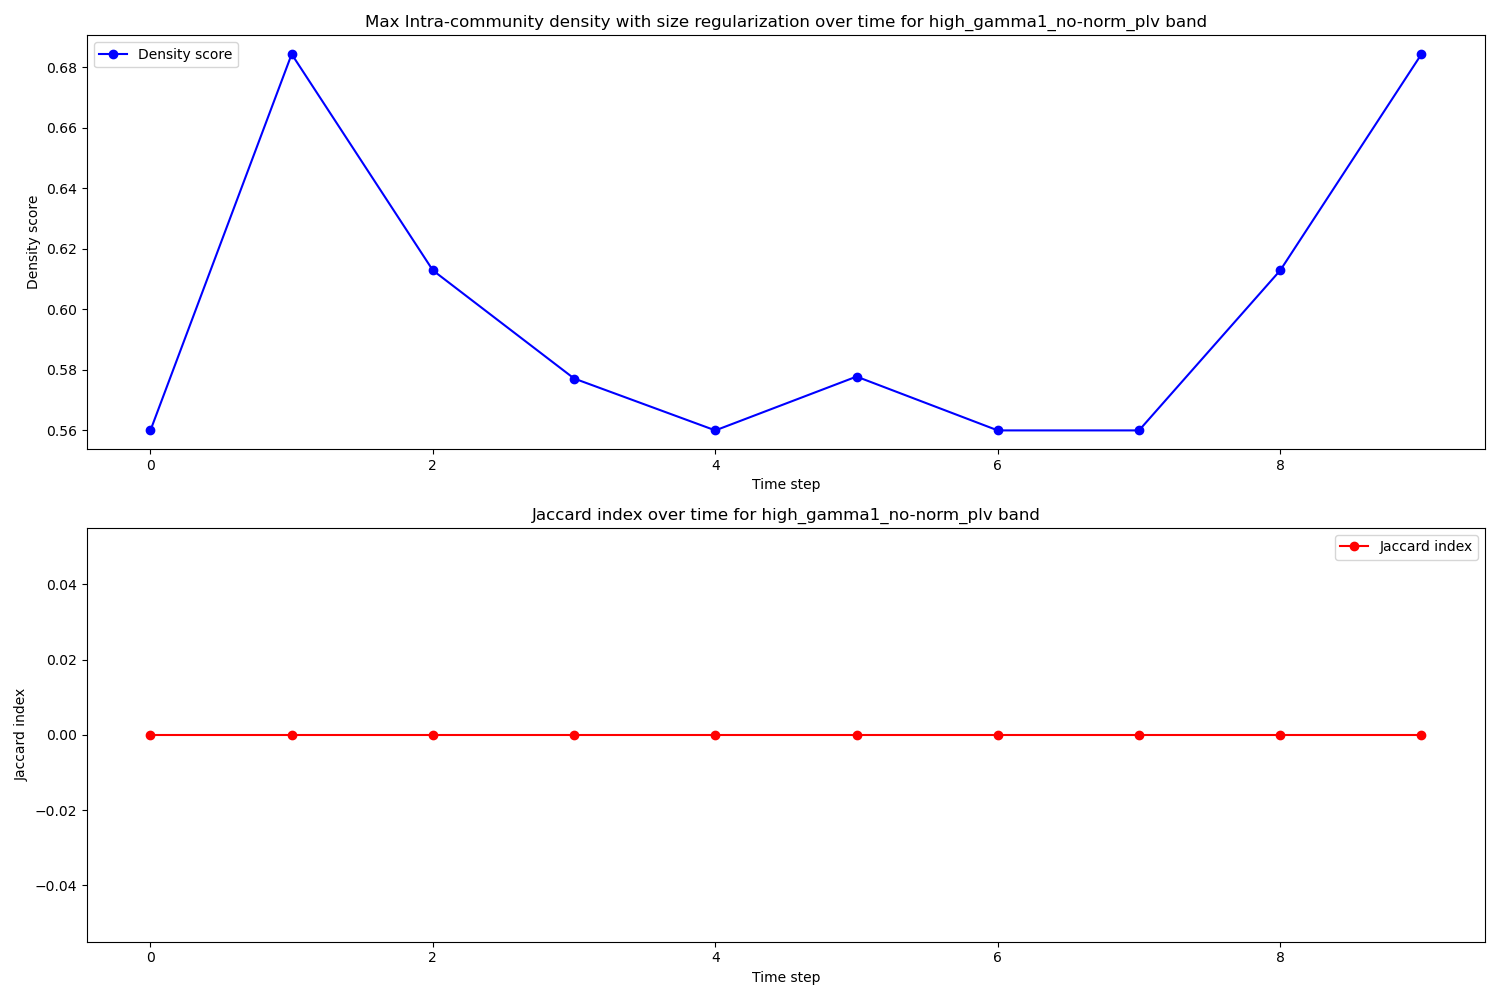 Max Intra-community density with size regularization over time for high_gamma1_no-norm_plv band
Density score
0.68
0.66
0.64
0.62
0.60
0.58
0.56
Density score
0 2 4 6 8
Time step
Jaccard index over time for high_gamma1_no-norm_plv band
Jaccard index
0.04
0.02
0.00
−0.02
−0.04
Jaccard index
0 2 4 6 8
Time step